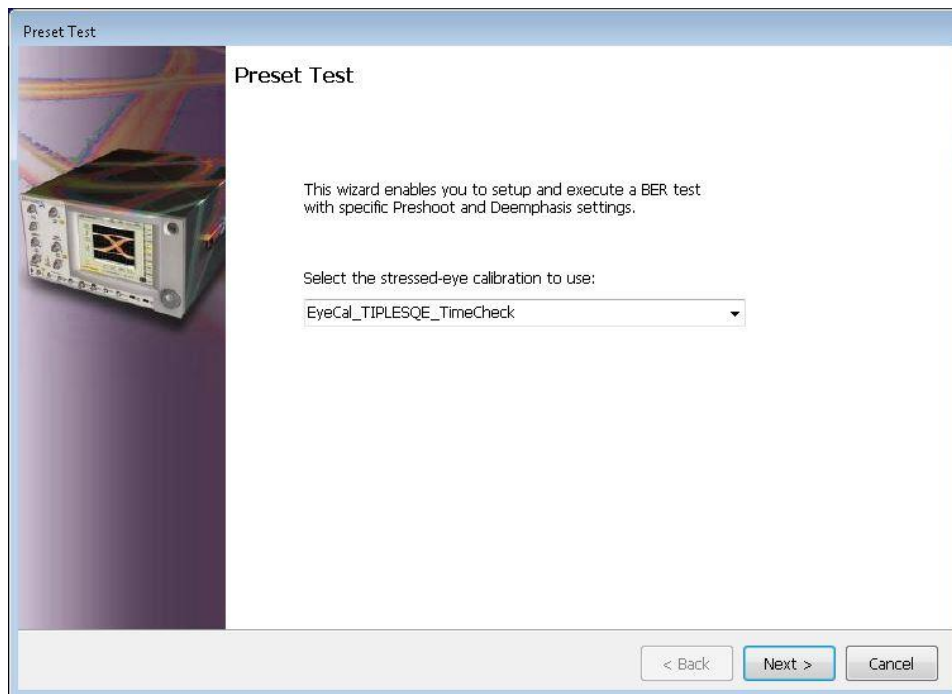 Preset Test
Preset Test
This wizard enables you to setup and execute a BER test
with specific Preshoot and Deemphasis settings.
Select the stressed-eye calibration to use:
EyeCal_TIPLESQE_TimeCheck
< Back
Next >
Cancel